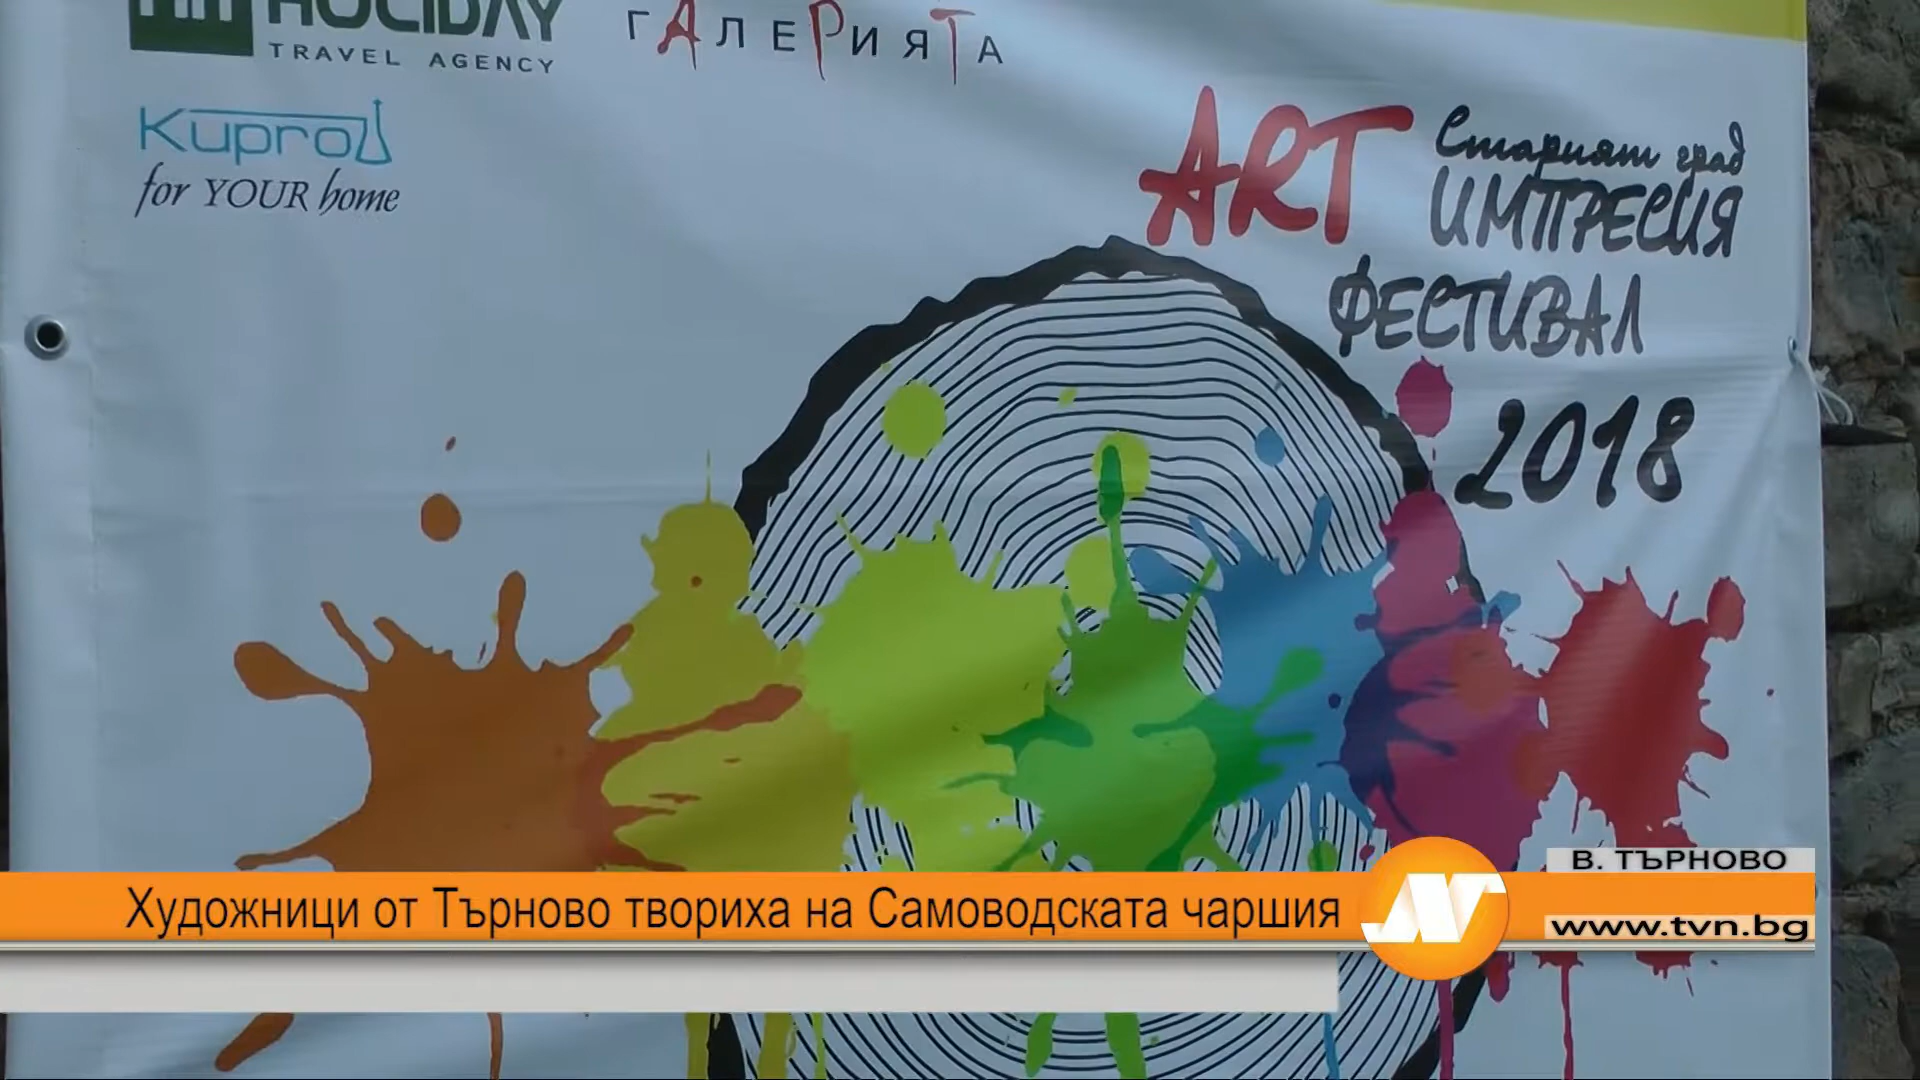 HOLIDAY
TRAVEL AGENCY
гАлеРияТа
Kupro
for YOUR home
ART Старият град
ИМПРЕСИЯ
ФЕСТИВАЛ
2018
В. ТЪРНОВО
Художници от Търново твориха на Самоводската чаршия
www.tvn.bg